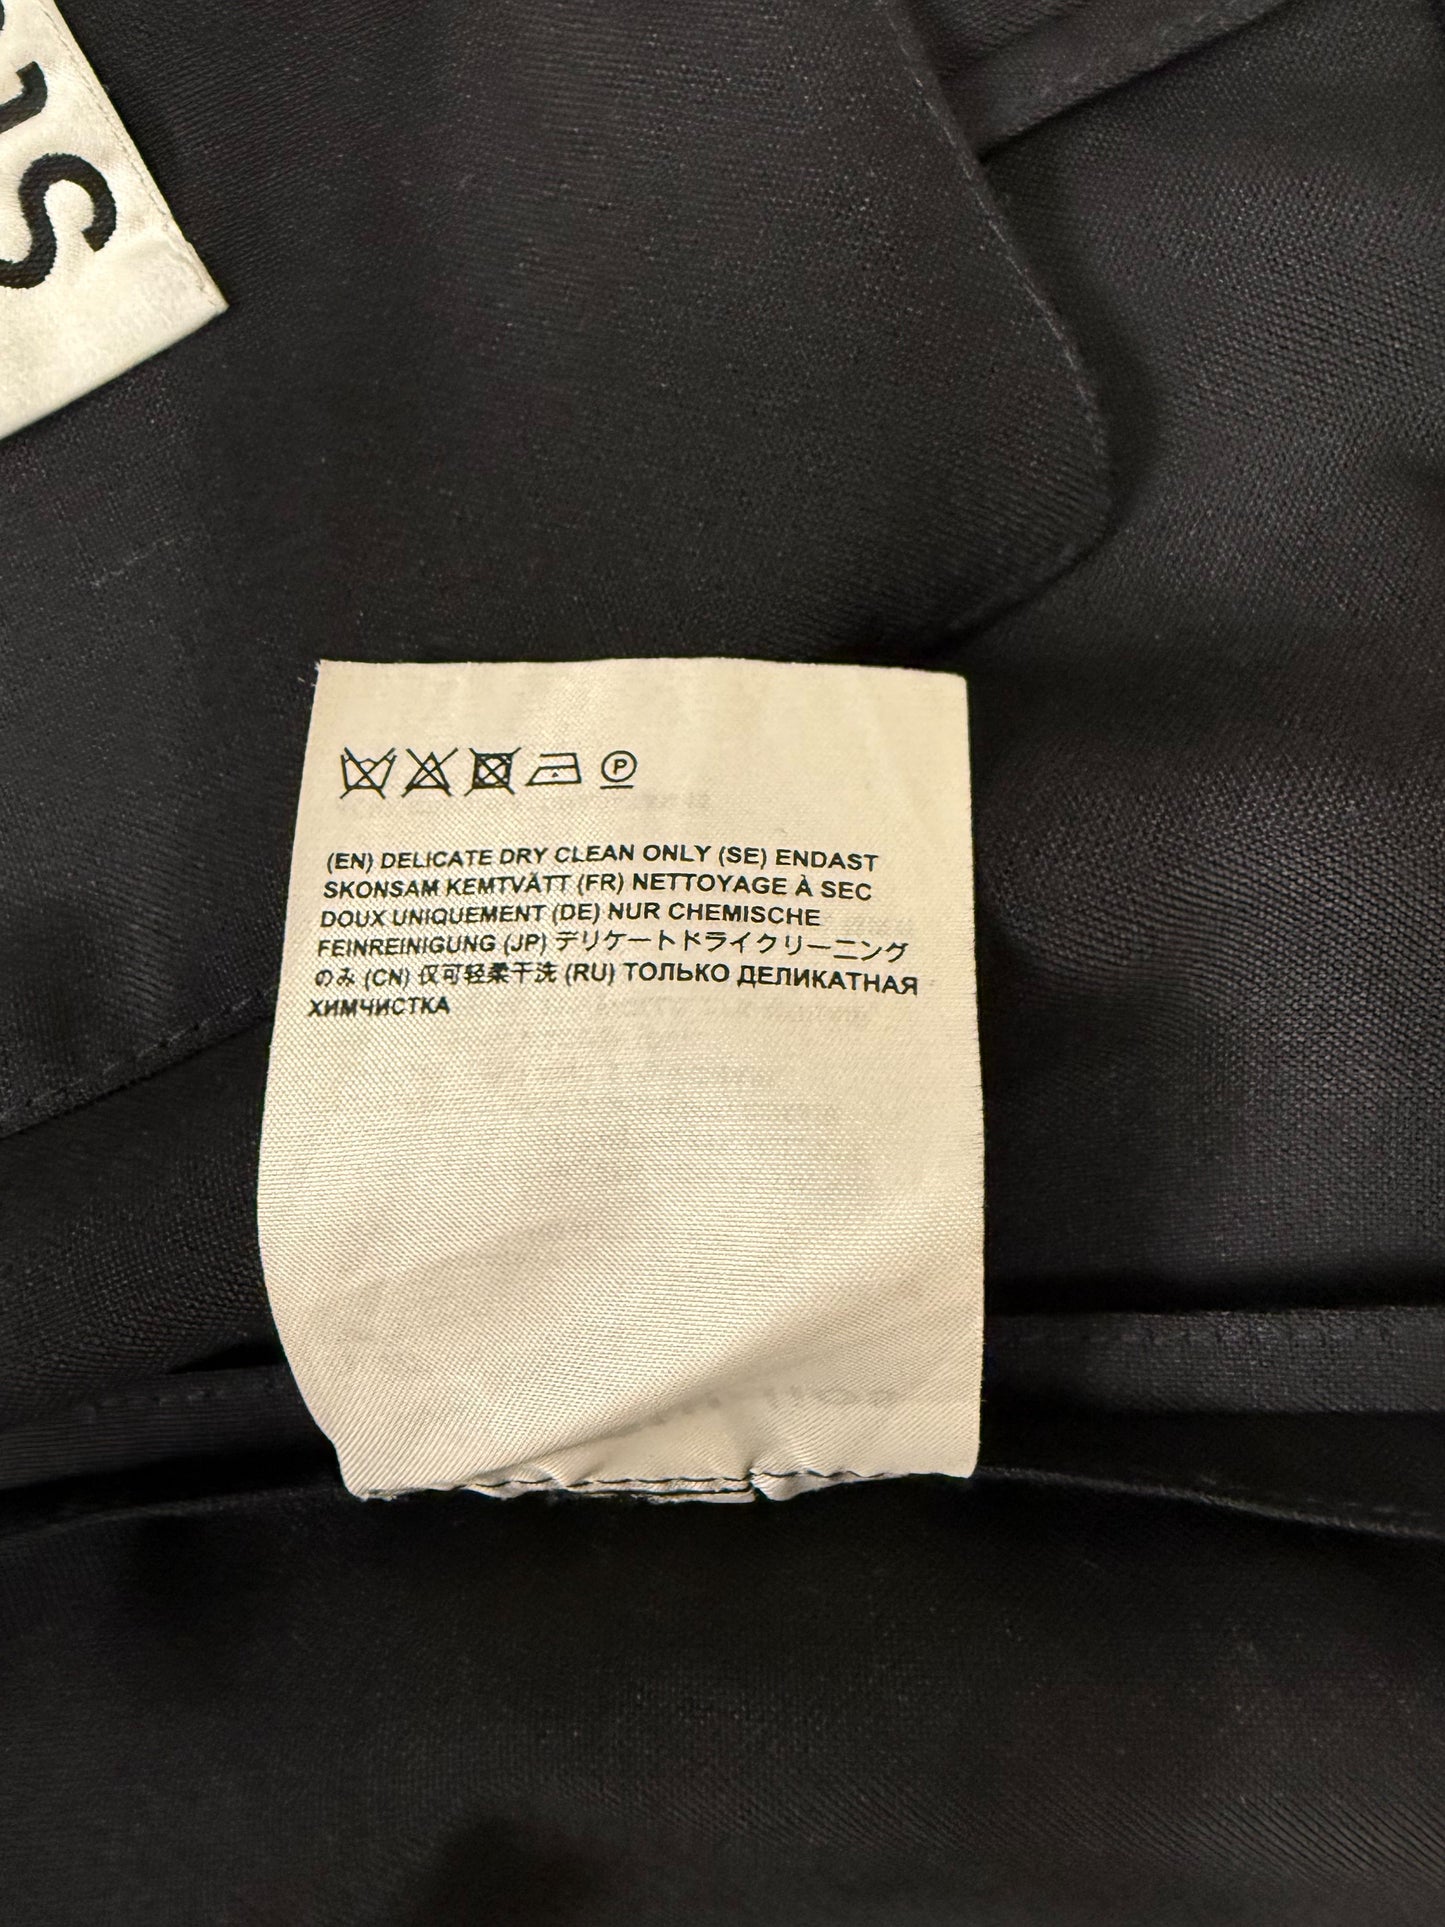 ns
P
(EN) DELICATE DRY CLEAN ONLY (SE) ENDAST
SKONSAM KEMTVÄTT (FR) NETTOYAGE À SEC
DOUX UNIQUEMENT (DE) NUR CHEMISCHE
FEINREINIGUNG (JP) デリケートドライクリーニング
のみ (CN) 仅可轻柔干洗 (RU) ТОЛЬКО ДЕЛИКАТНАЯ
ХИМЧИСТКА